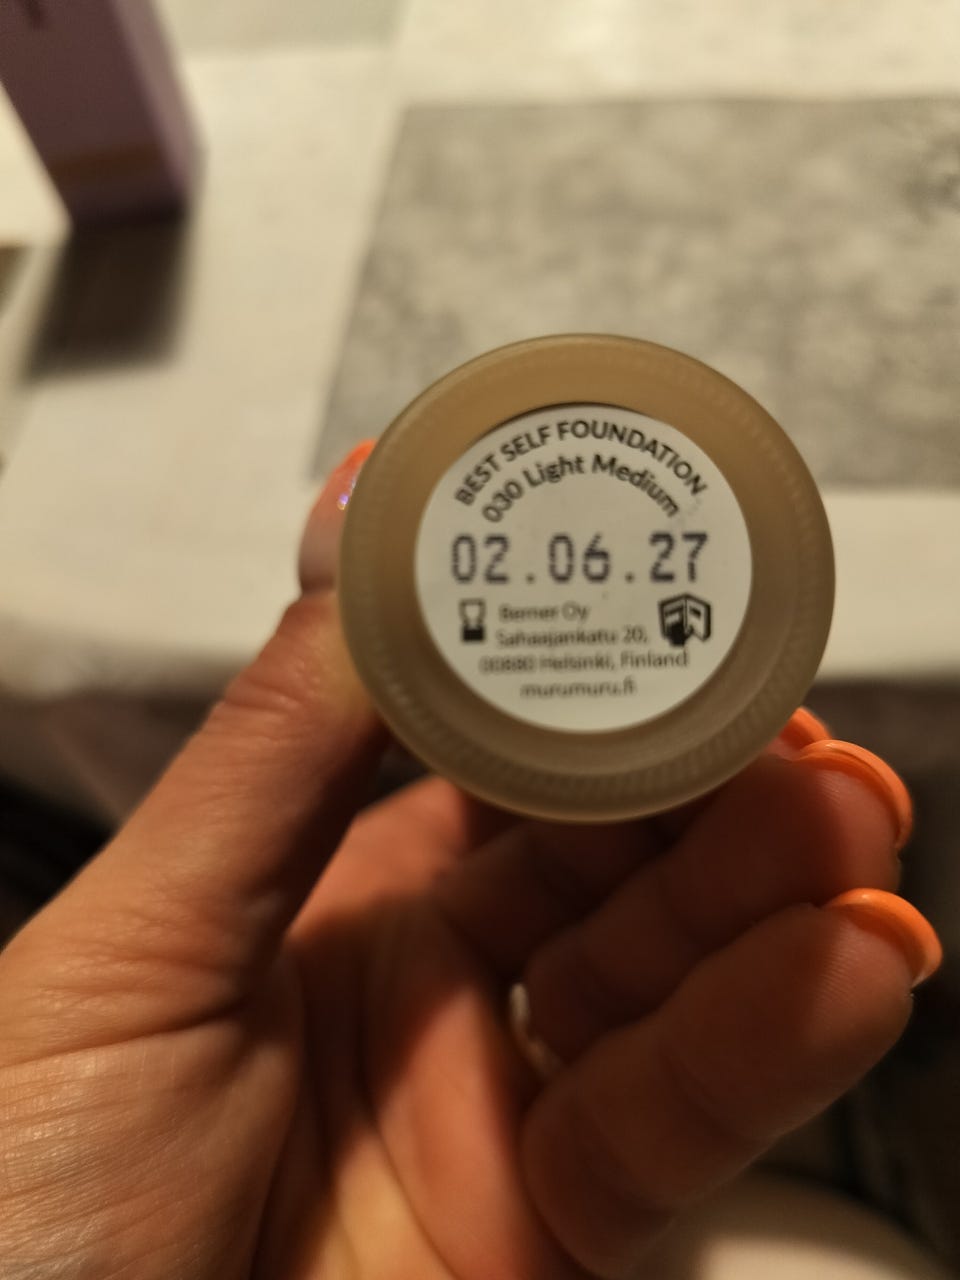 BEST SELF FOUNDATION
030 Light Medium
02.06.27
Berner Oy
Sahaajankatu 20,
00880 Helsinki, Finland
murumuru.fi